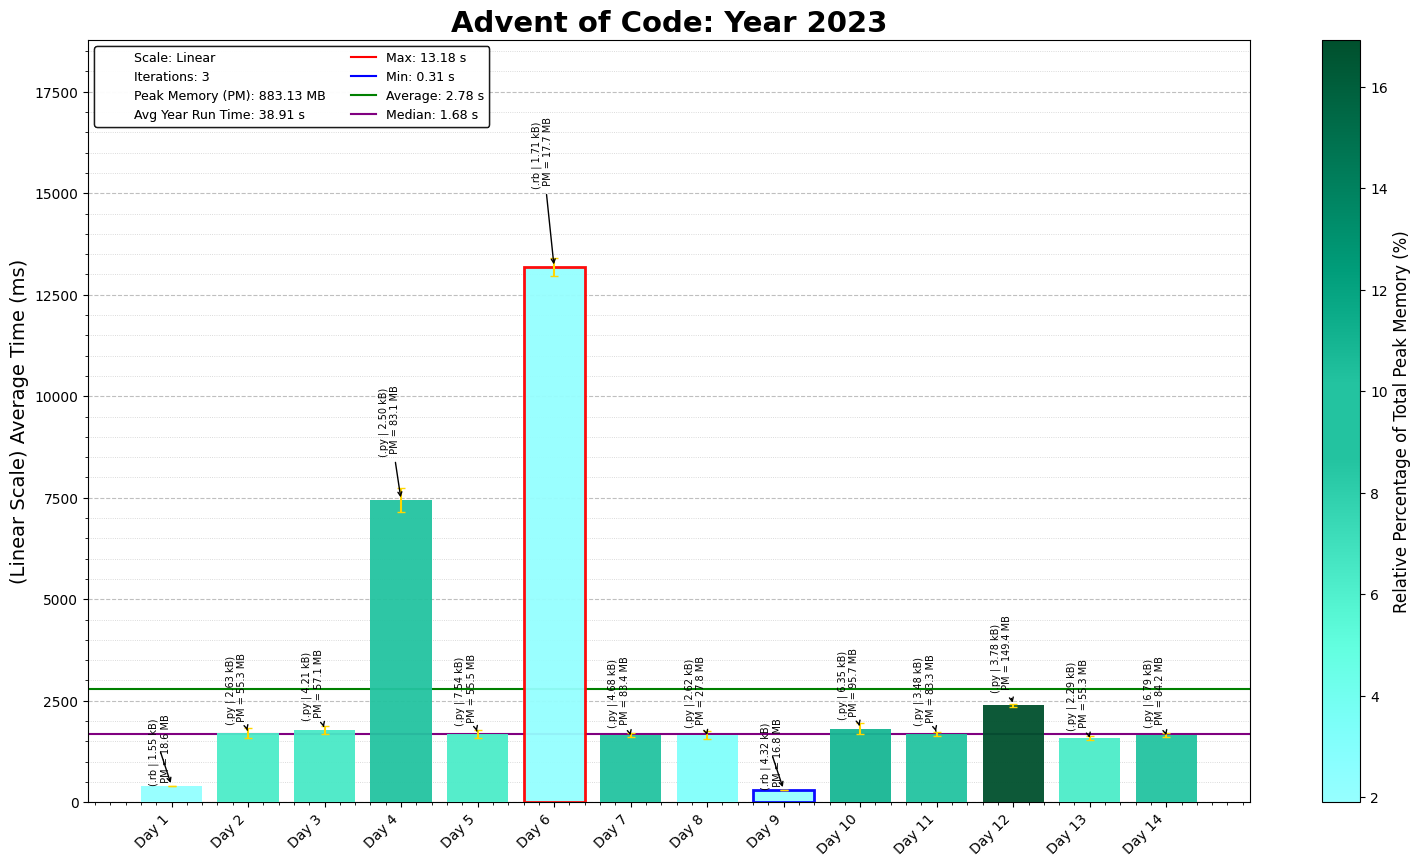 Advent of Code: Year 2023
Scale: Linear
Iterations: 3
Peak Memory (PM): 883.13 MB
Avg Year Run Time: 38.91 s
Max: 13.18 s
Min: 0.31 s
Average: 2.78 s
Median: 1.68 s
(Linear Scale) Average Time (ms)
17500
15000
12500
10000
7500
5000
2500
0
(.rb | 1.55 kB)
PM = 18.6 MB
(.py | 2.63 kB)
PM = 55.3 MB
(.py | 4.21 kB)
PM = 57.1 MB
(.py | 2.50 kB)
PM = 83.1 MB
(.py | 7.54 kB)
PM = 55.5 MB
(.rb | 1.71 kB)
PM = 17.7 MB
(.py | 4.68 kB)
PM = 83.4 MB
(.py | 2.62 kB)
PM = 27.8 MB
(.rb | 4.32 kB)
PM = 16.8 MB
(.py | 6.35 kB)
PM = 95.7 MB
(.py | 3.48 kB)
PM = 83.3 MB
(.py | 3.78 kB)
PM = 149.4 MB
(.py | 2.29 kB)
PM = 55.3 MB
(.py | 6.79 kB)
PM = 84.2 MB
Day 1
Day 2
Day 3
Day 4
Day 5
Day 6
Day 7
Day 8
Day 9
Day 10
Day 11
Day 12
Day 13
Day 14
16
14
12
10
8
6
4
2
Relative Percentage of Total Peak Memory (%)